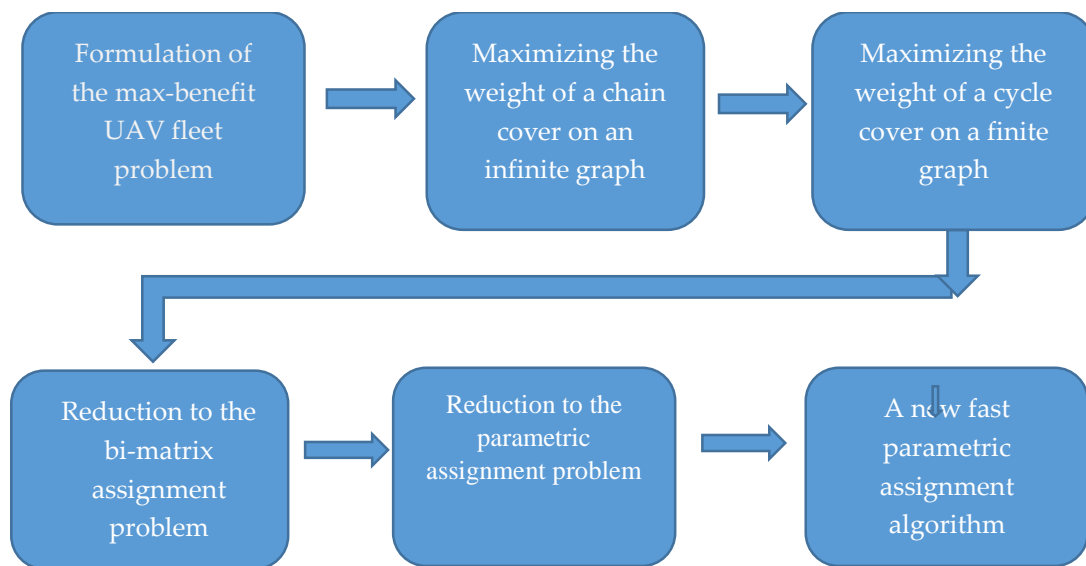 Formulation of
the max-benefit
UAV fleet
problem
Maximizing the
weight of a chain
cover on an
infinite graph
Maximizing the
weight of a cycle
cover on a finite
graph
Reduction to the
bi-matrix
assignment
problem
Reduction to the
parametric
assignment problem
A new fast
parametric
assignment
algorithm